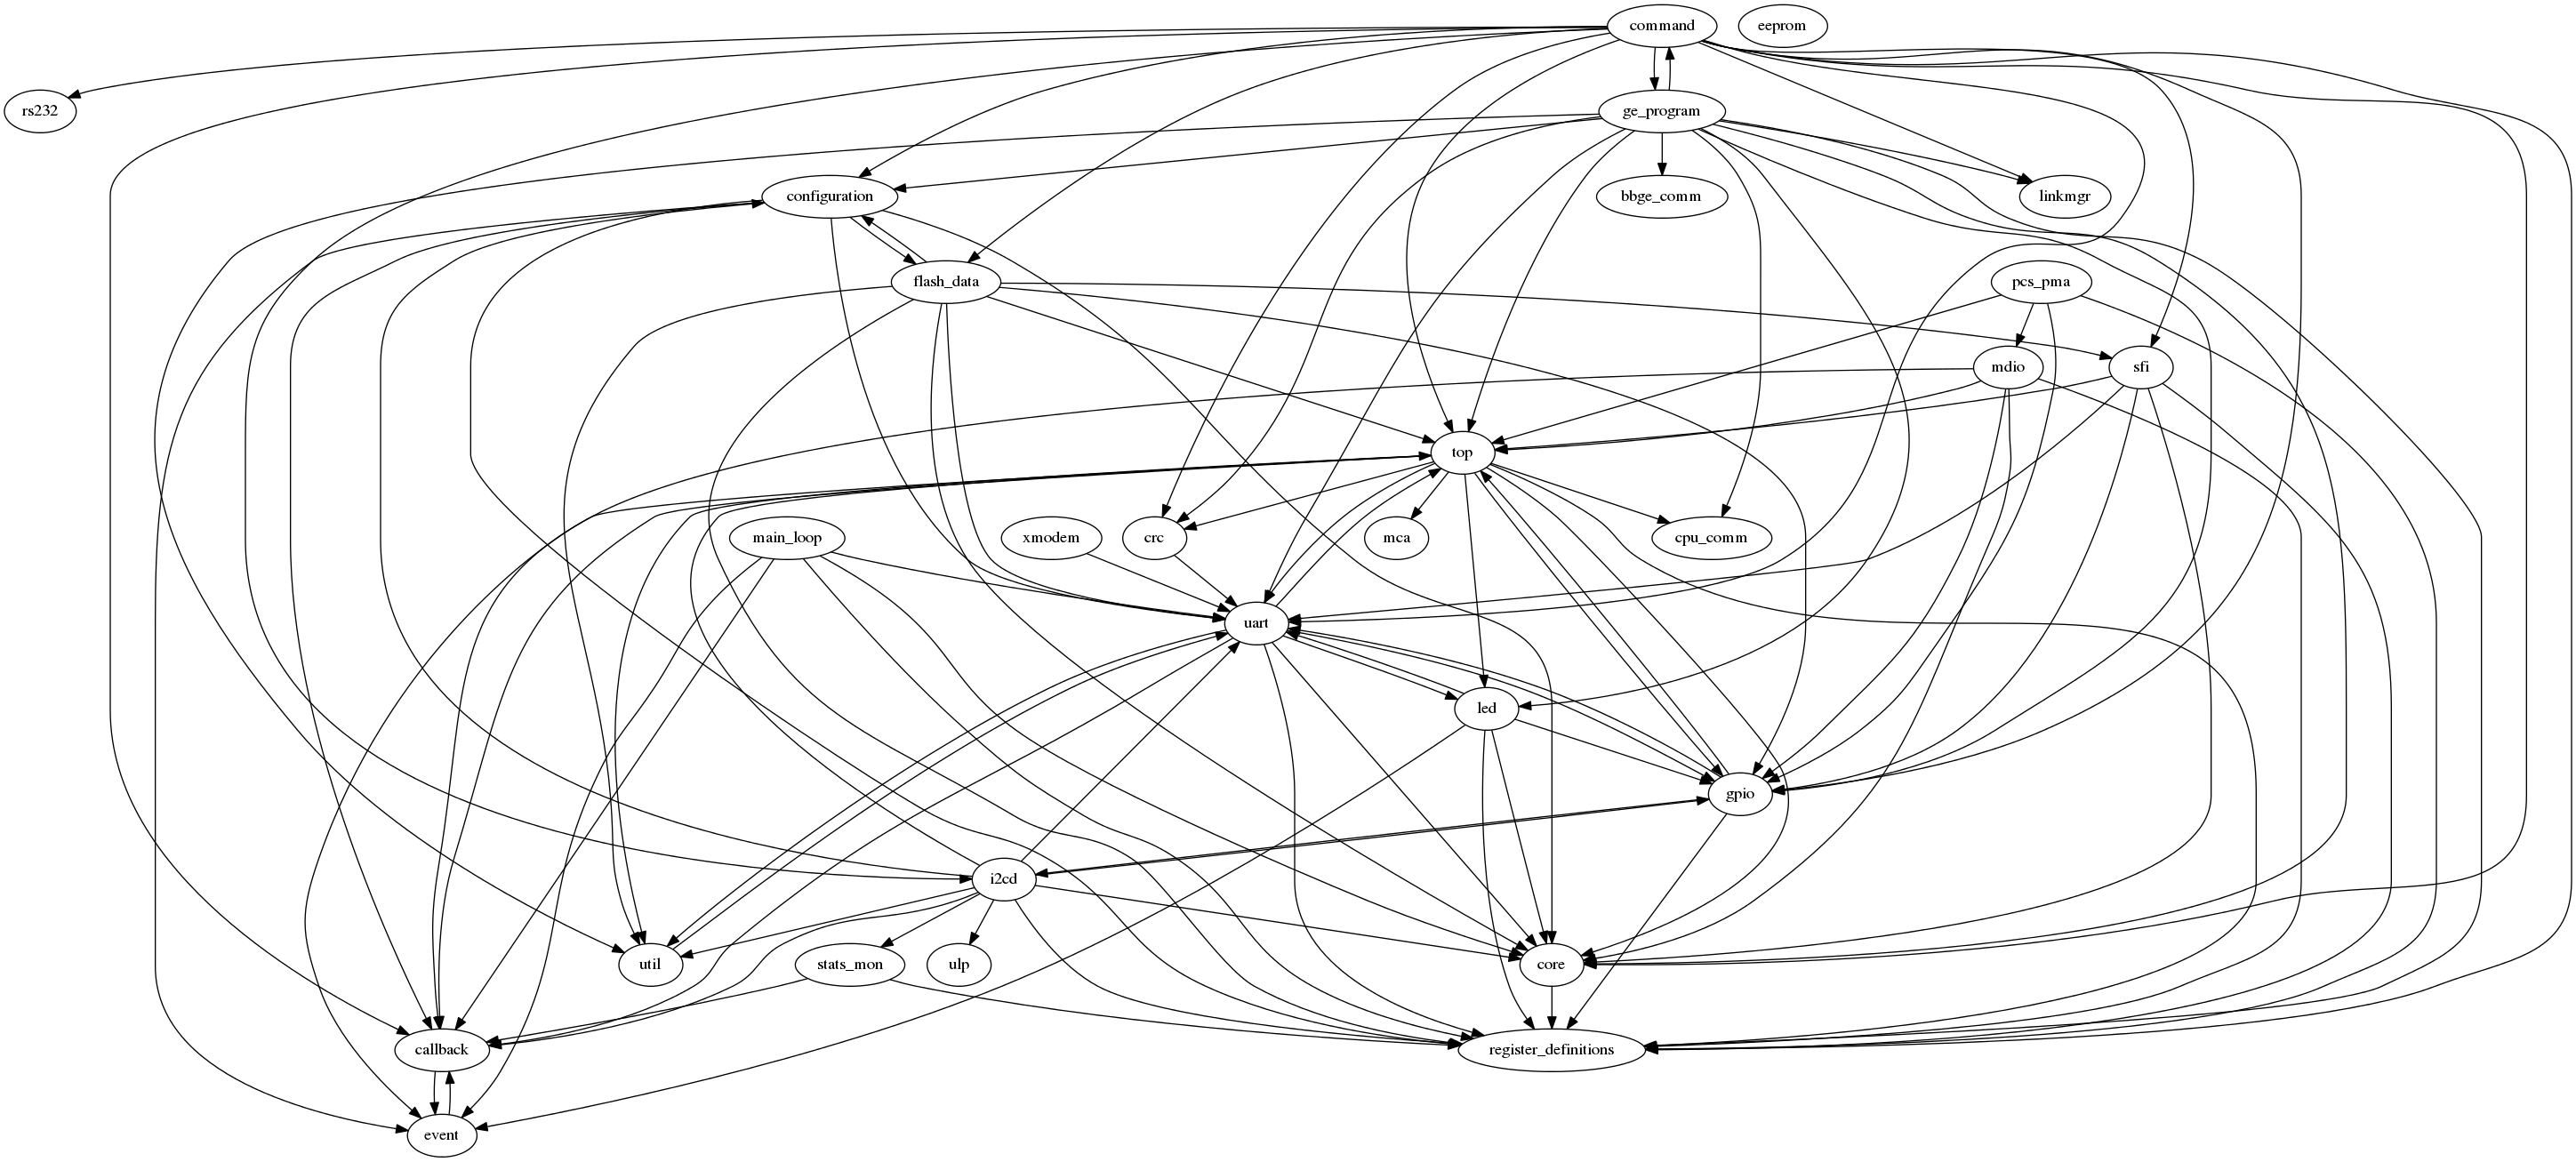 command
eeprom
rs232
ge_program
configuration
bbge_comm
linkmgr
flash_data
pcs_pma
mdio
sfi
top
main_loop
xmodem
crc
mca
cpu_comm
uart
led
gpio
i2cd
util
stats_mon
ulp
core
callback
register_definitions
event